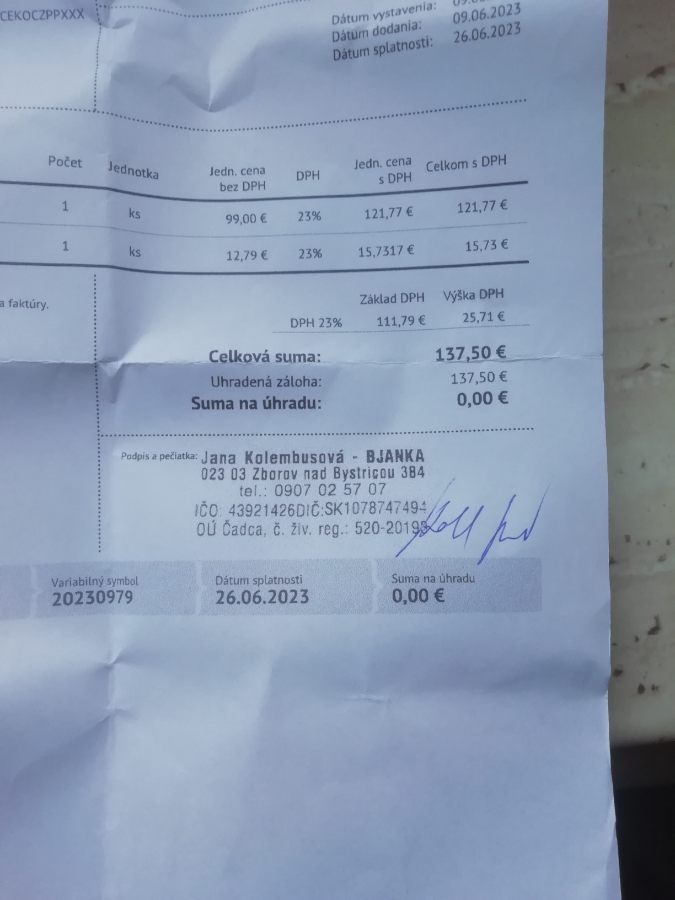 CEKOCZPPXXX
Dátum vystavenia:
Dátum dodania: 09.06.2023
Dátum splatnosti: 26.06.2023
Počet Jednotka Jedn. cena bez DPH DPH Jedn. cena s DPH Celkom s DPH
1 ks 99,00 € 23% 121,77 € 121,77 €
1 ks 12,79 € 23% 15,7317 € 15,73 €
a faktúry.
Základ DPH Výška DPH
DPH 23% 111,79 € 25,71 €
Celková suma: 137,50 €
Uhradená záloha: 137,50 €
Suma na úhradu: 0,00 €
Podpis a pečiatka: Jana Kolembusová - BJANKA
023 03 Zborov nad Bystricou 384
tel.: 0907 02 57 07
IČO: 43921426DIČ:SK1078747494
OÚ Čadca, č. živ. reg.: 520-20193
Variabilný symbol Dátum splatnosti Suma na úhradu
20230979 26.06.2023 0,00 €